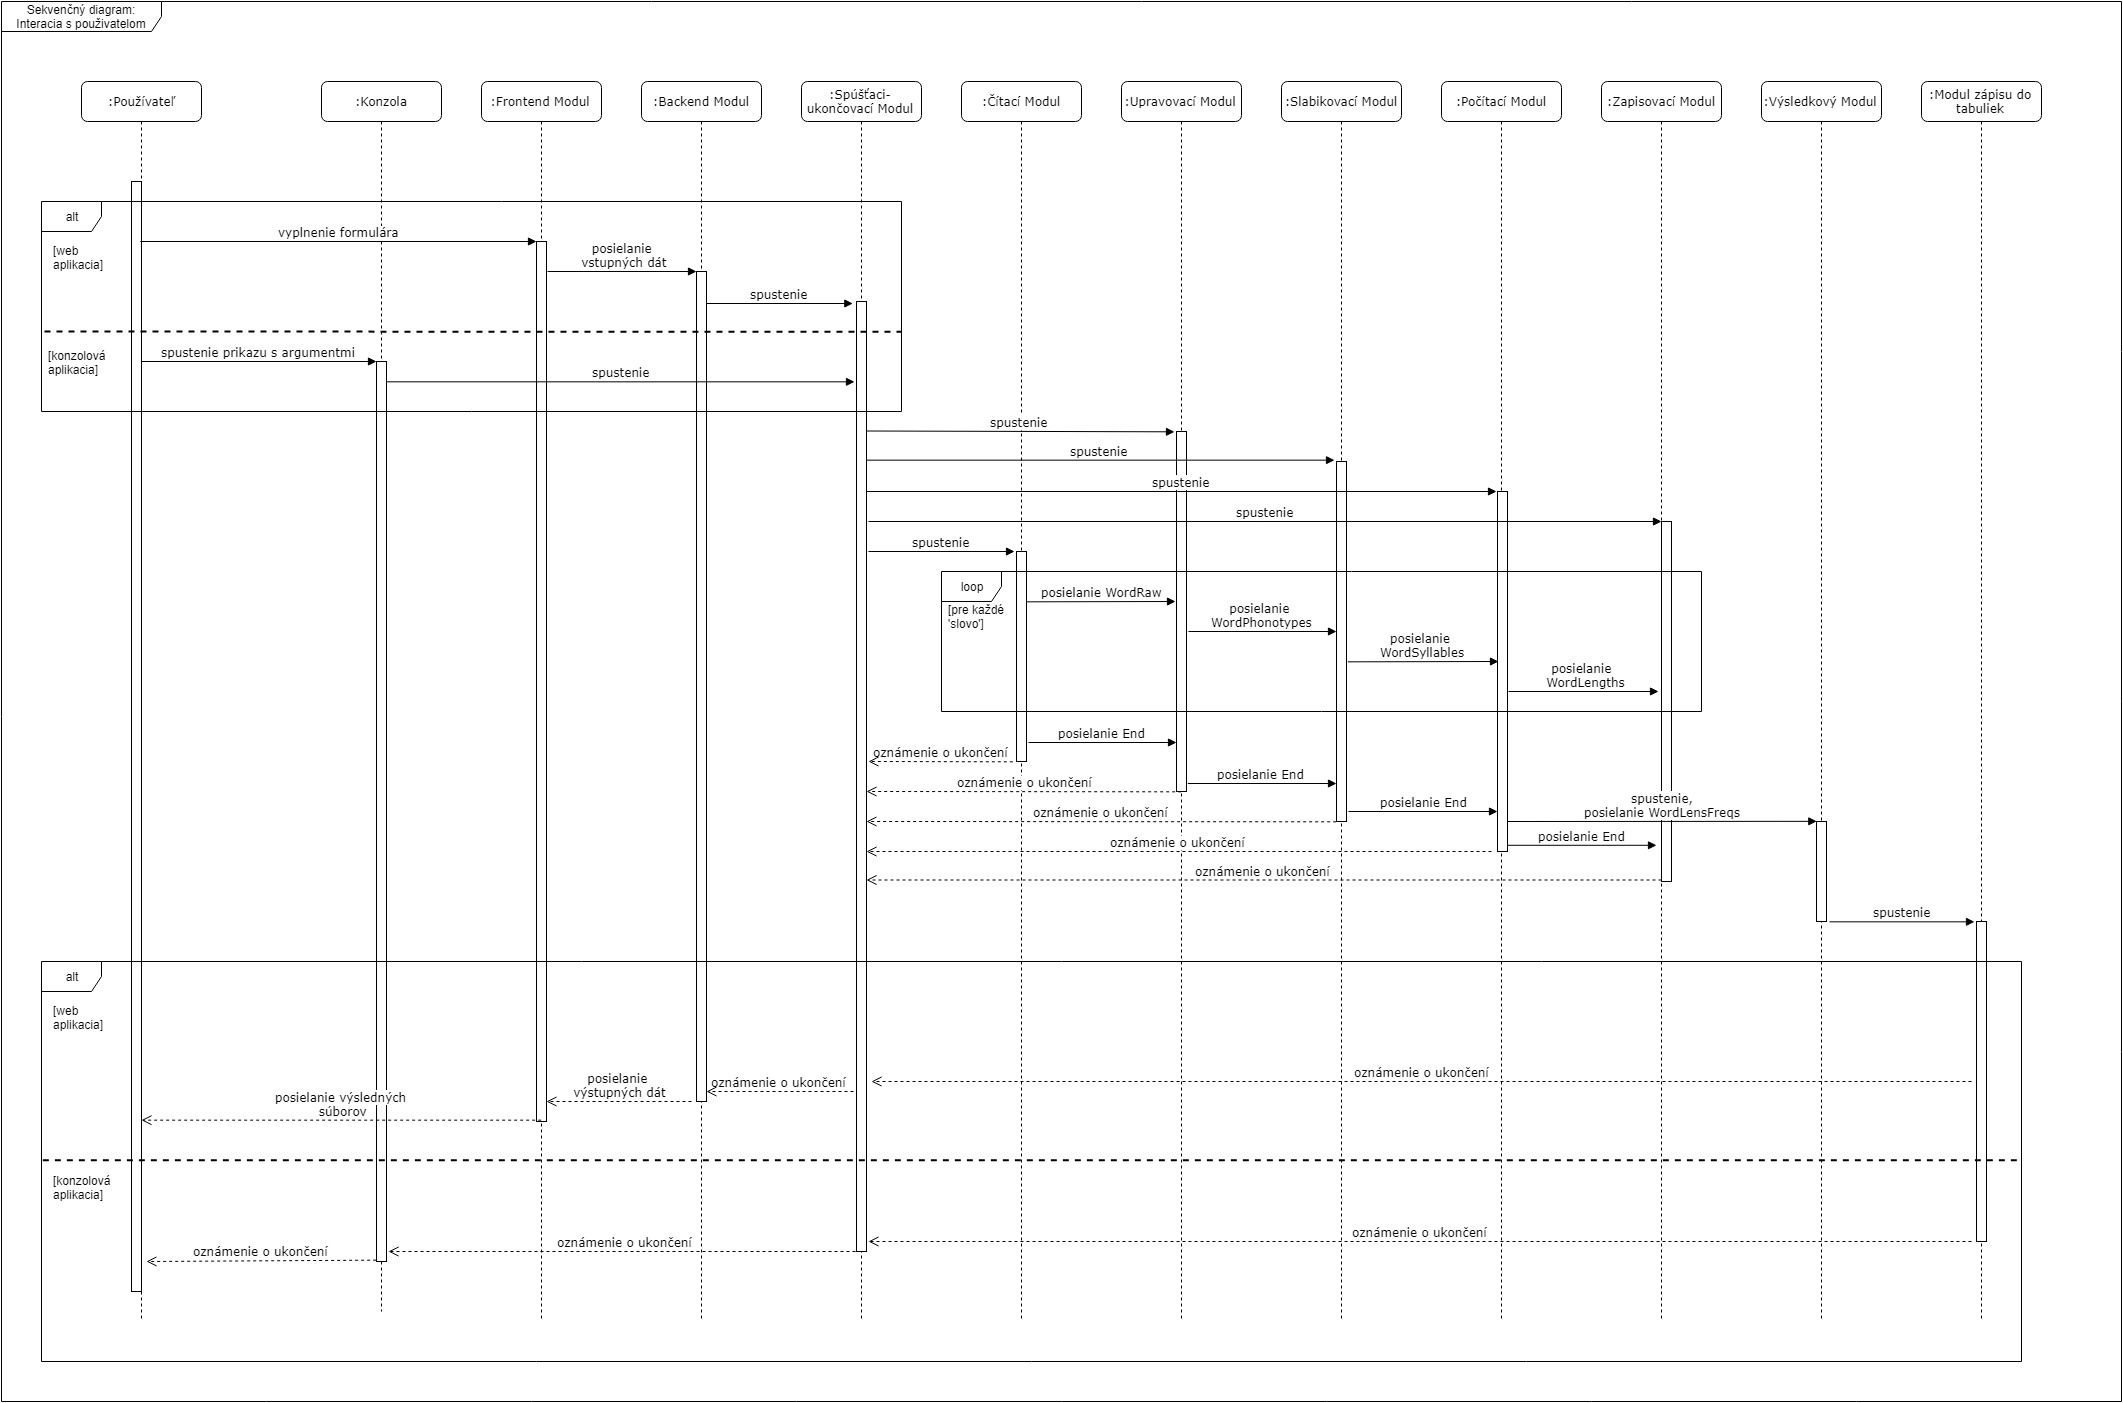 Sekvenčný diagram:
Interacia s použivatelom
:Používateľ
:Konzola
:Frontend Modul
:Backend Modul
:Spúšťaci-
ukončovací Modul
:Čítací Modul
:Upravovací Modul
:Slabikovací Modul
:Počítací Modul
:Zapisovací Modul
:Výsledkový Modul
:Modul zápisu do
tabuliek
alt
[web
aplikacia]
vyplnenie formulára
posielanie
vstupných dát
spustenie
[konzolová
aplikacia]
spustenie prikazu s argumentmi
spustenie
spustenie
spustenie
spustenie
spustenie
spustenie
loop
[pre každé
'slovo']
posielanie WordRaw
posielanie
WordPhonotypes
posielanie
WordSyllables
posielanie
WordLengths
posielanie End
oznámenie o ukončení
posielanie End
oznámenie o ukončení
posielanie End
oznámenie o ukončení
spustenie,
posielanie WordLensFreqs
posielanie End
oznámenie o ukončení
oznámenie o ukončení
spustenie
alt
[web
aplikacia]
oznámenie o ukončení
oznámenie o ukončení
posielanie
výstupných dát
posielanie výsledných
súborov
[konzolová
aplikacia]
oznámenie o ukončení
oznámenie o ukončení
oznámenie o ukončení